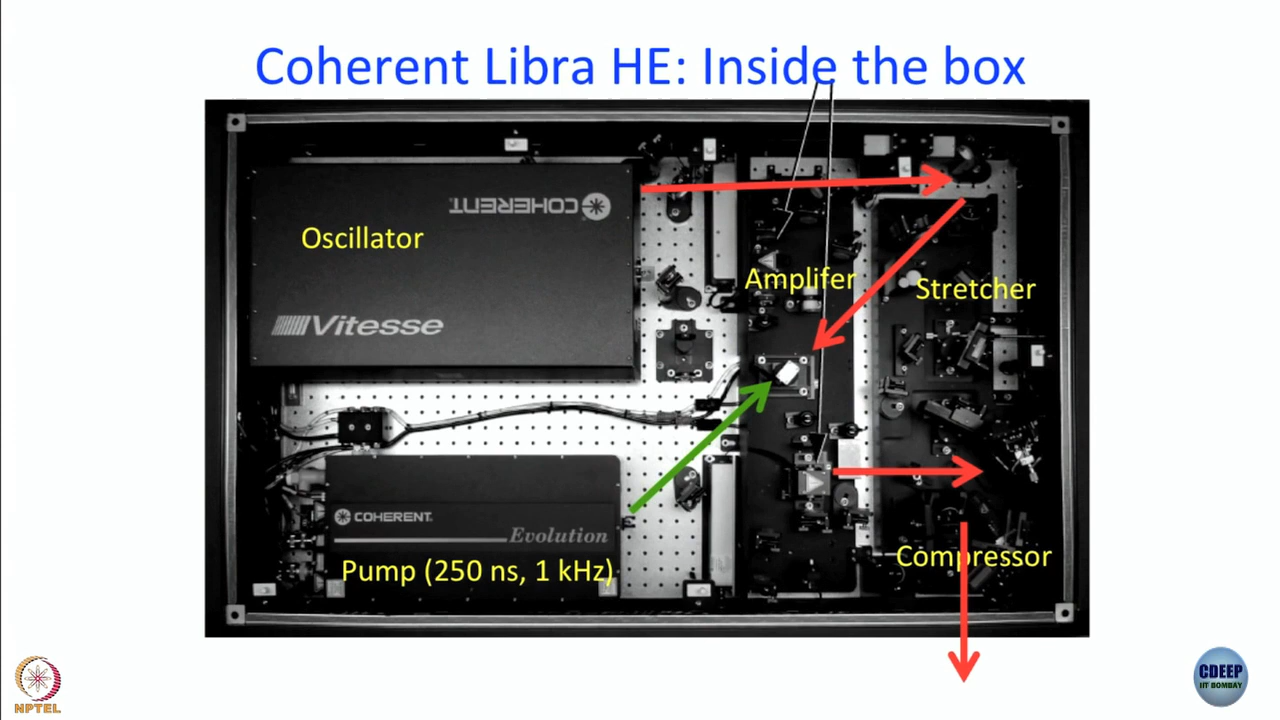 Coherent Libra HE: Inside the box
COHERENT
Oscillator
Amplifer
Stretcher
Vitesse
COHERENT
Evolution
Pump (250 ns, 1 kHz)
Compressor
NPTEL
CDEEP
IIT BOMBAY